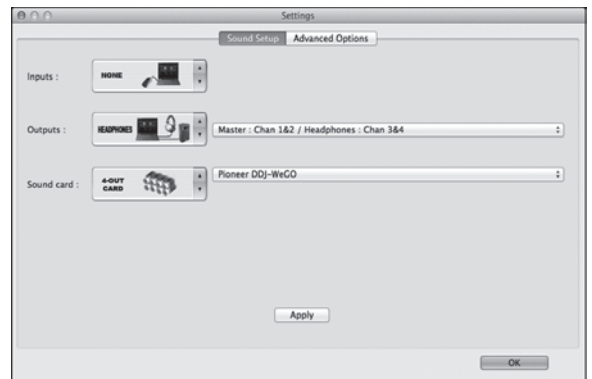 Settings
Sound Setup Advanced Options
Inputs : NONE
Outputs : HEADPHONES Master : Chan 1&2 / Headphones : Chan 3&4
Sound card : 4-OUT CARD Pioneer DDJ-WeGO
Apply
OK